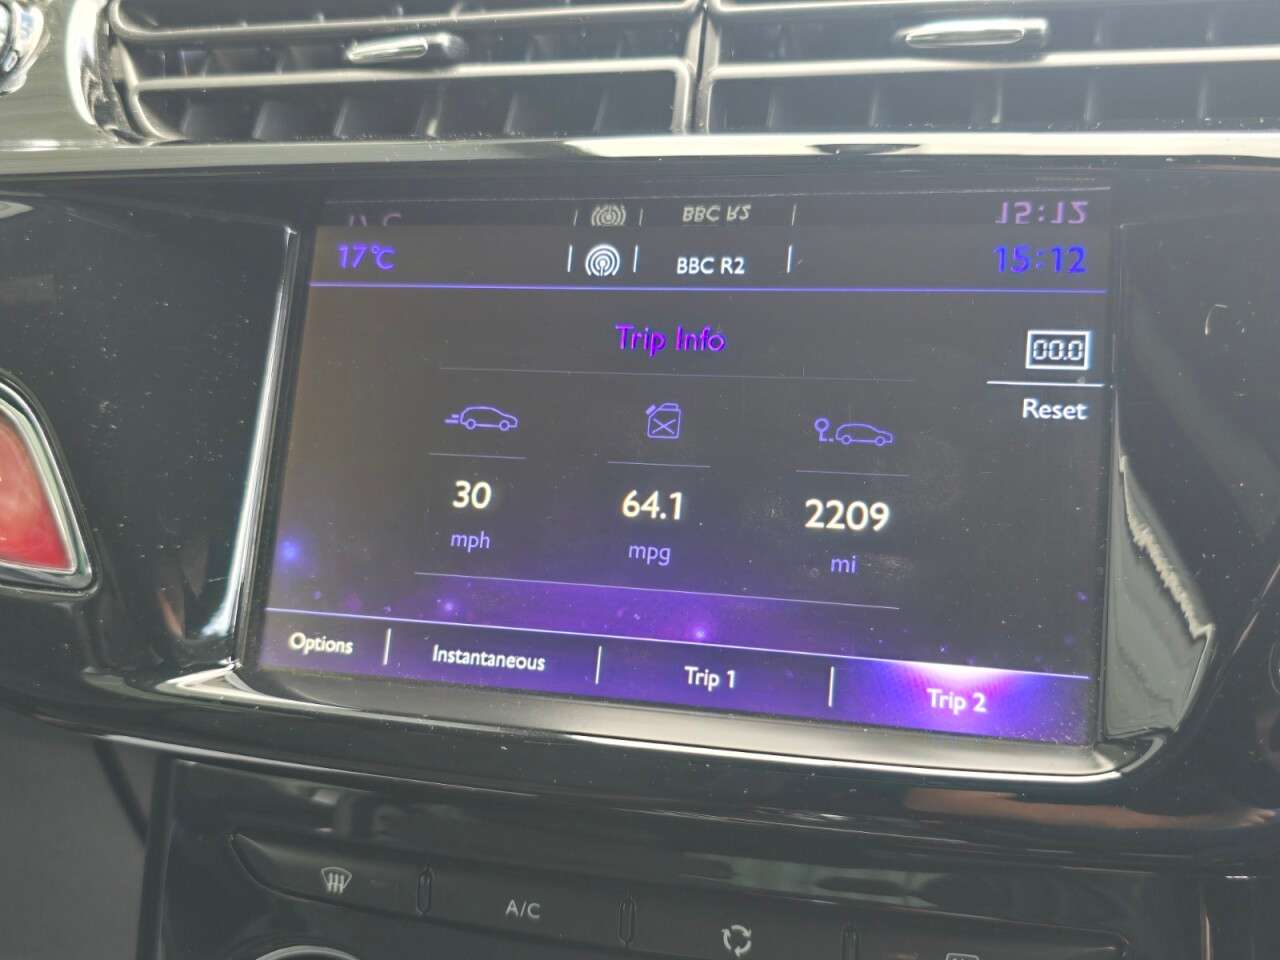 17°C BBC R2 15:12
Trip Info
00.0
Reset
30 64.1 2209
mph mpg mi
Options Instantaneous Trip 1 Trip 2
A/C